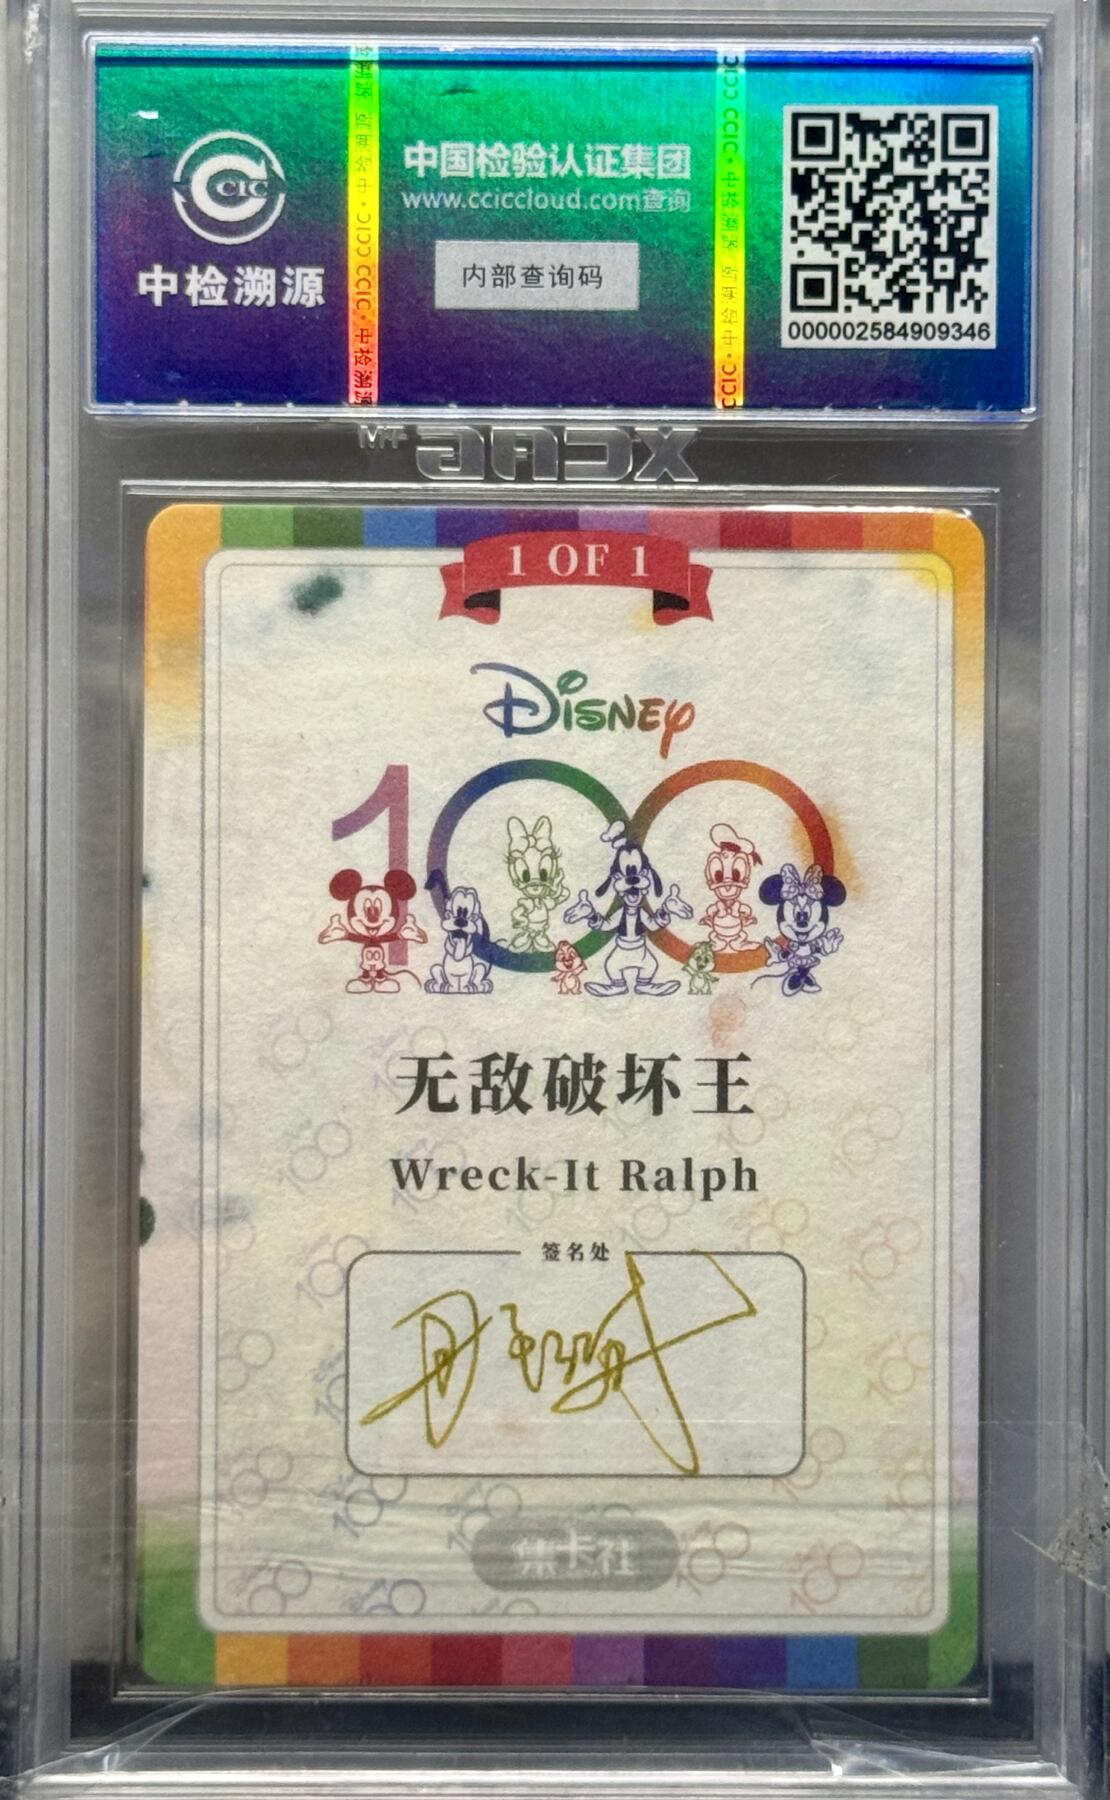 CCIC
中检溯源
中国检验认证集团
www.cciccloud.com查询
内部查询码
000002584909346
1 OF 1
Disney
100
无敌破坏王
Wreck-It Ralph
签名处
集卡社